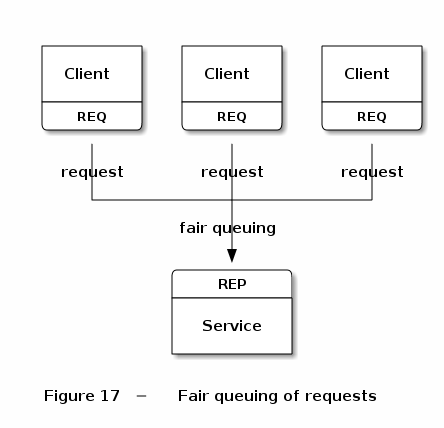 Client Client Client
REQ REQ REQ
request request request
fair queuing
REP
Service
Figure 17 — Fair queuing of requests